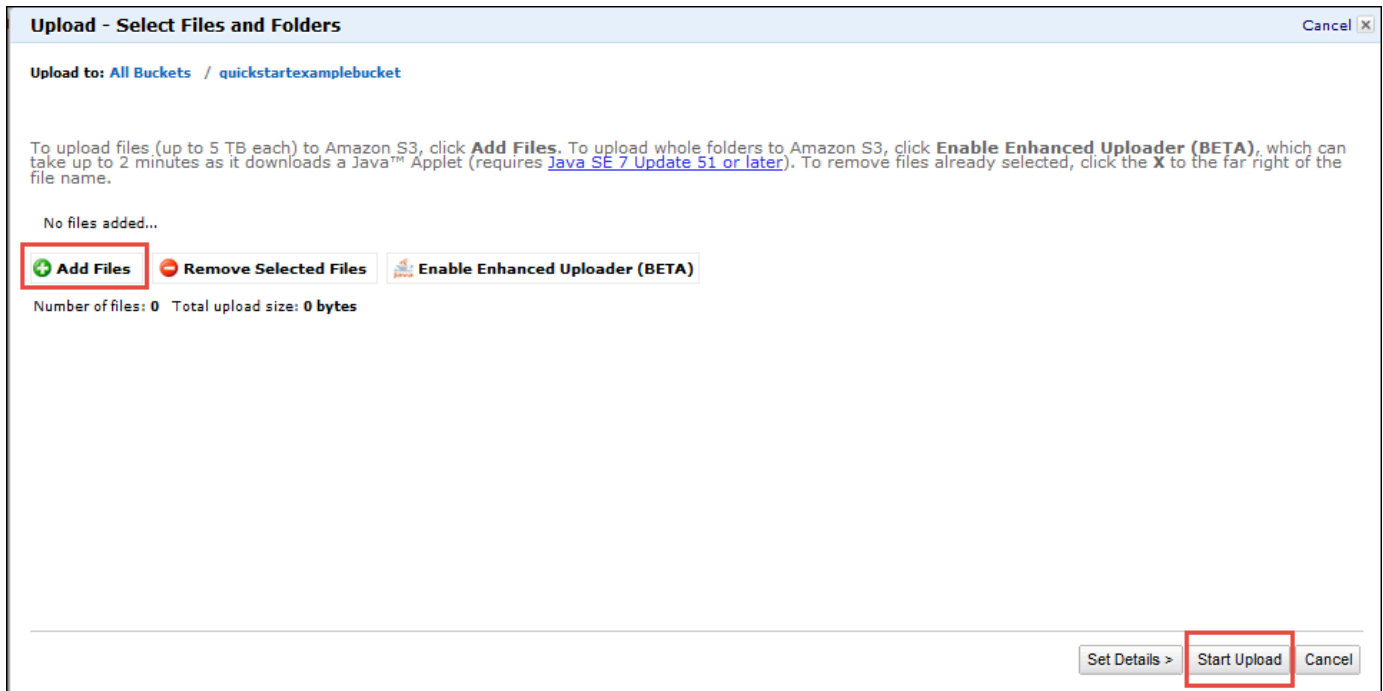 Upload - Select Files and Folders
Cancel
Upload to: All Buckets / quickstartexamplebucket
To upload files (up to 5 TB each) to Amazon S3, click Add Files. To upload whole folders to Amazon S3, click Enable Enhanced Uploader (BETA), which can
take up to 2 minutes as it downloads a Java™ Applet (requires Java SE 7 Update 51 or later). To remove files already selected, click the X to the far right of the
file name.
No files added...
Add Files Remove Selected Files Enable Enhanced Uploader (BETA)
Number of files: 0 Total upload size: 0 bytes
Set Details > Start Upload Cancel